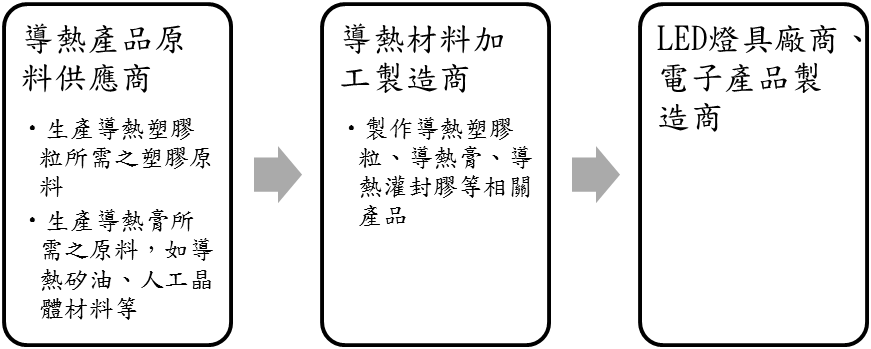 導熱產品原
料供應商
・生產導熱塑膠
粒所需之塑膠原
料
・生產導熱膏所
需之原料，如導
熱矽油、人工晶
體材料等
導熱材料加
工製造商
・製作導熱塑膠
粒、導熱膏、導
熱灌封膠等相關
產品
LED燈具廠商、
電子產品製
造商